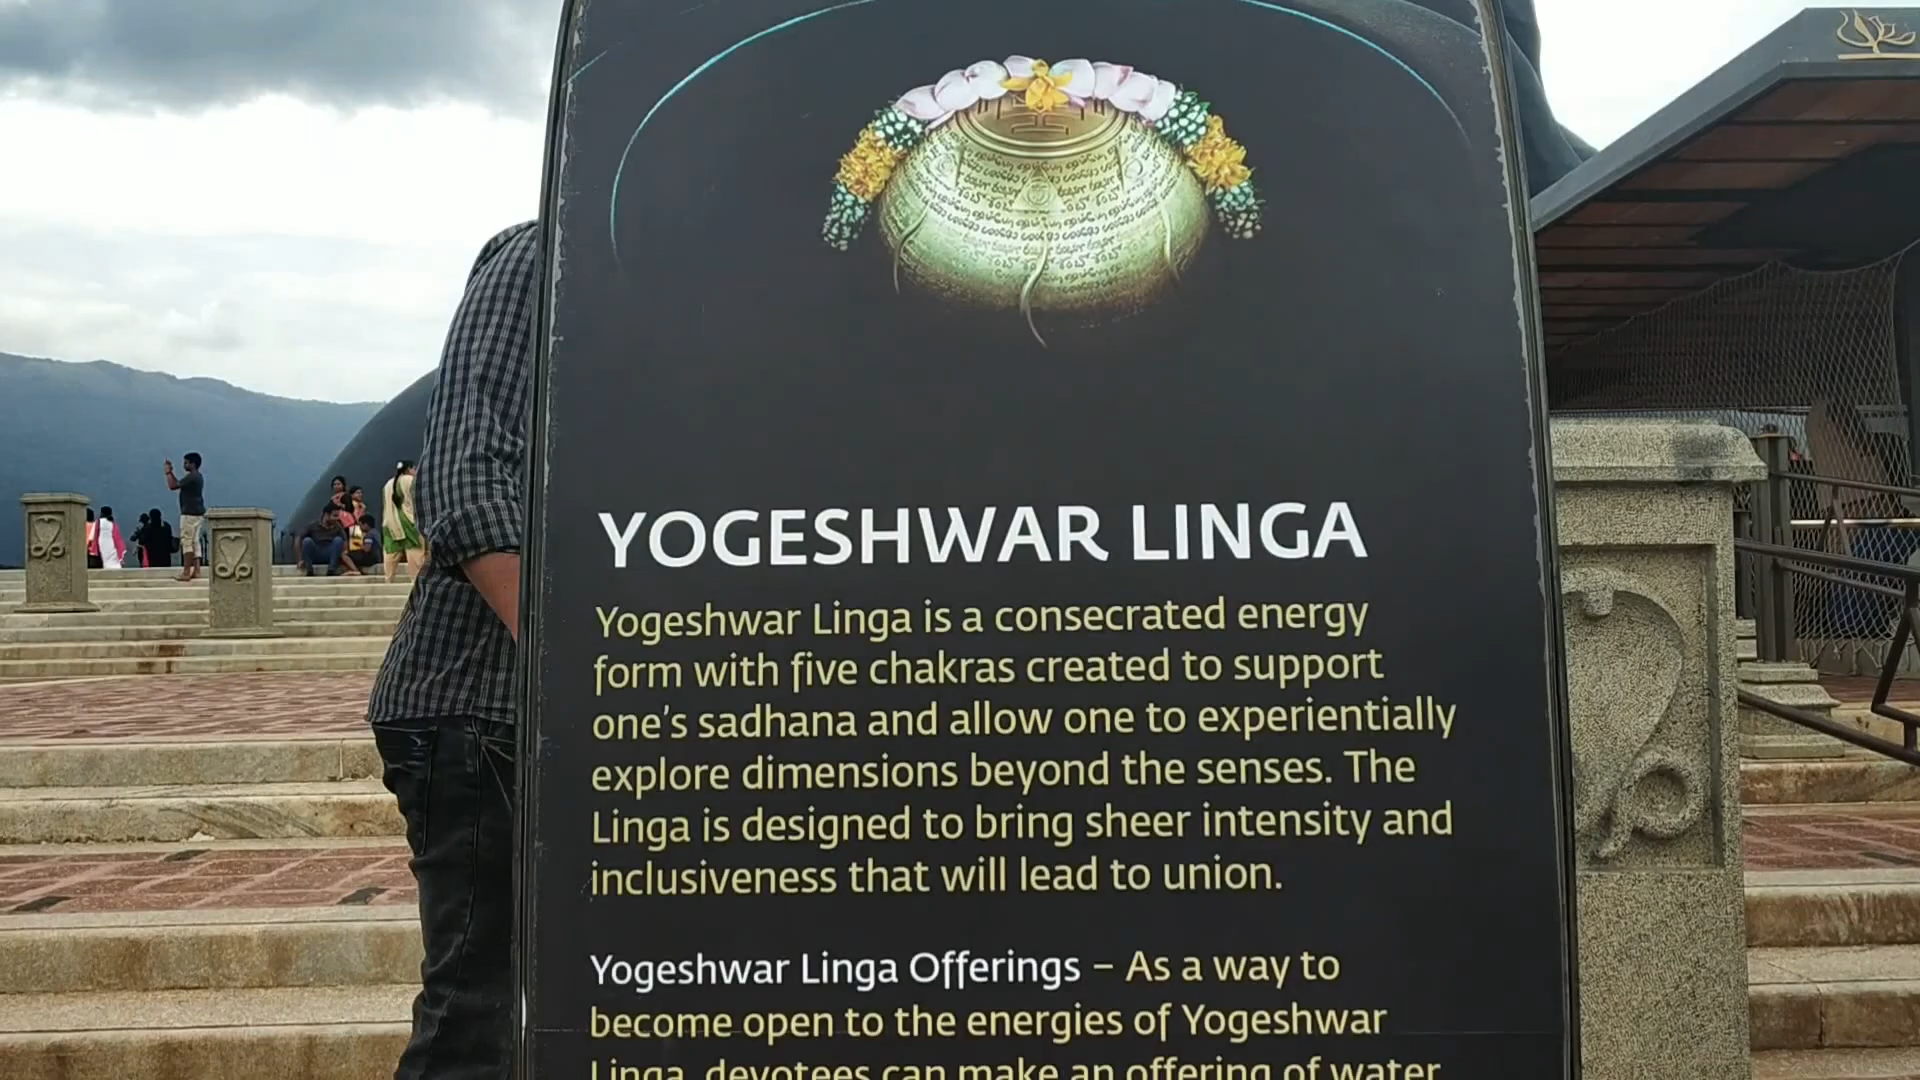 YOGESHWAR LINGA
Yogeshwar Linga is a consecrated energy
form with five chakras created to support
one's sadhana and allow one to experientially
explore dimensions beyond the senses. The
Linga is designed to bring sheer intensity and
inclusiveness that will lead to union.
Yogeshwar Linga Offerings – As a way to
become open to the energies of Yogeshwar
Linga, devotees can make an offering of water